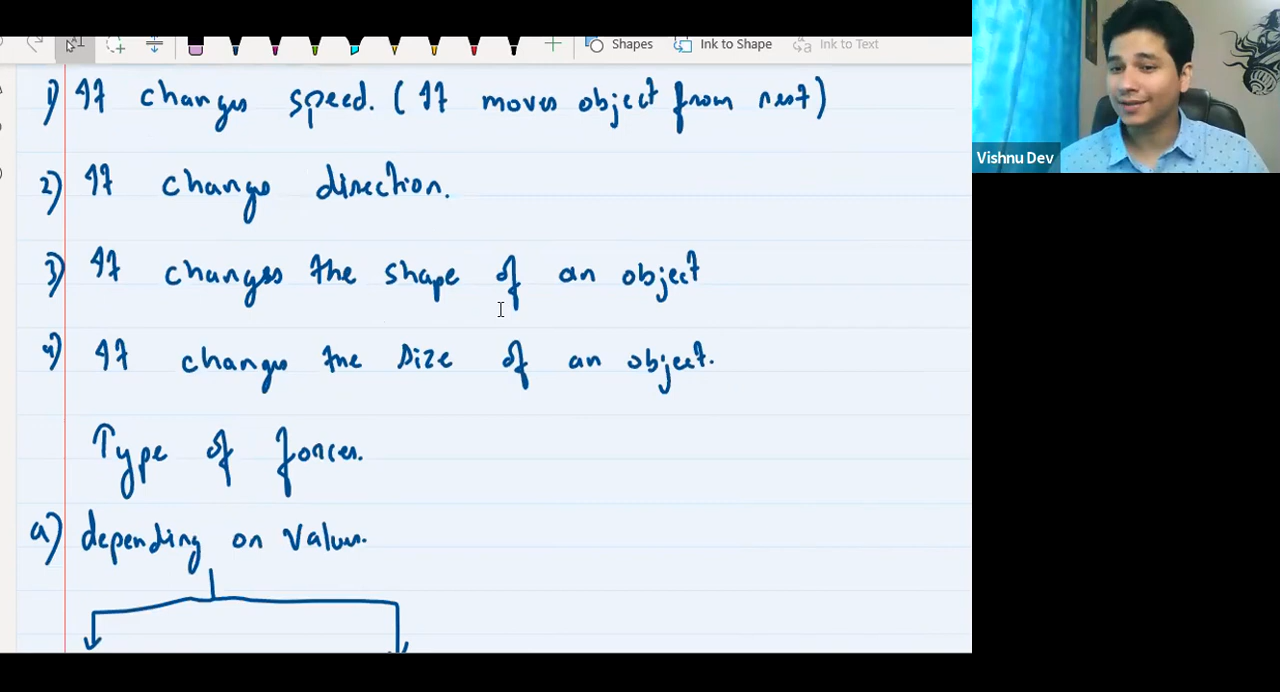 Shapes Ink to Shape Ink to Text
1) It changes speed. (It moves object from rest)
Vishnu Dev
2) It change direction.
3) It changes the shape of an object
4) It changes the size of an object.
Type of forces.
a) depending on Values.